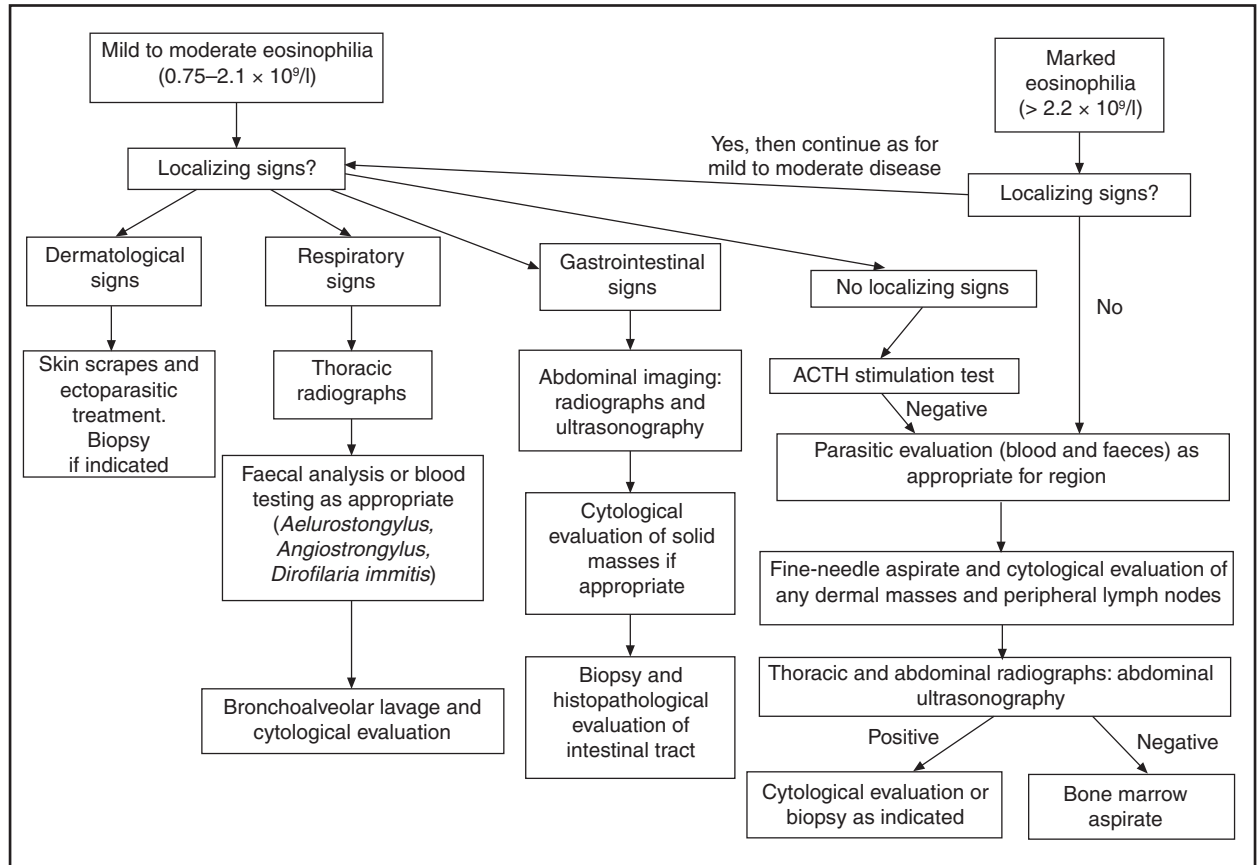 Mild to moderate eosinophilia
(0.75–2.1 × 10⁹/l)
Marked
eosinophilia
(> 2.2 × 10⁹/l)
Yes, then continue as for
mild to moderate disease
Localizing signs?
Localizing signs?
Dermatological
signs
Respiratory
signs
Gastrointestinal
signs
No localizing signs
No
Skin scrapes and
ectoparasitic
treatment.
Biopsy
if indicated
Thoracic
radiographs
Abdominal imaging:
radiographs and
ultrasonography
ACTH stimulation test
Negative
Parasitic evaluation (blood and faeces) as
appropriate for region
Faecal analysis or blood
testing as appropriate
(Aelurostongylus,
Angiostrongylus,
Dirofilaria immitis)
Cytological
evaluation of solid
masses if
appropriate
Fine-needle aspirate and cytological evaluation of
any dermal masses and peripheral lymph nodes
Bronchoalveolar lavage and
cytological evaluation
Biopsy and
histopathological
evaluation of
intestinal tract
Thoracic and abdominal radiographs: abdominal
ultrasonography
Positive
Negative
Cytological evaluation or
biopsy as indicated
Bone marrow
aspirate